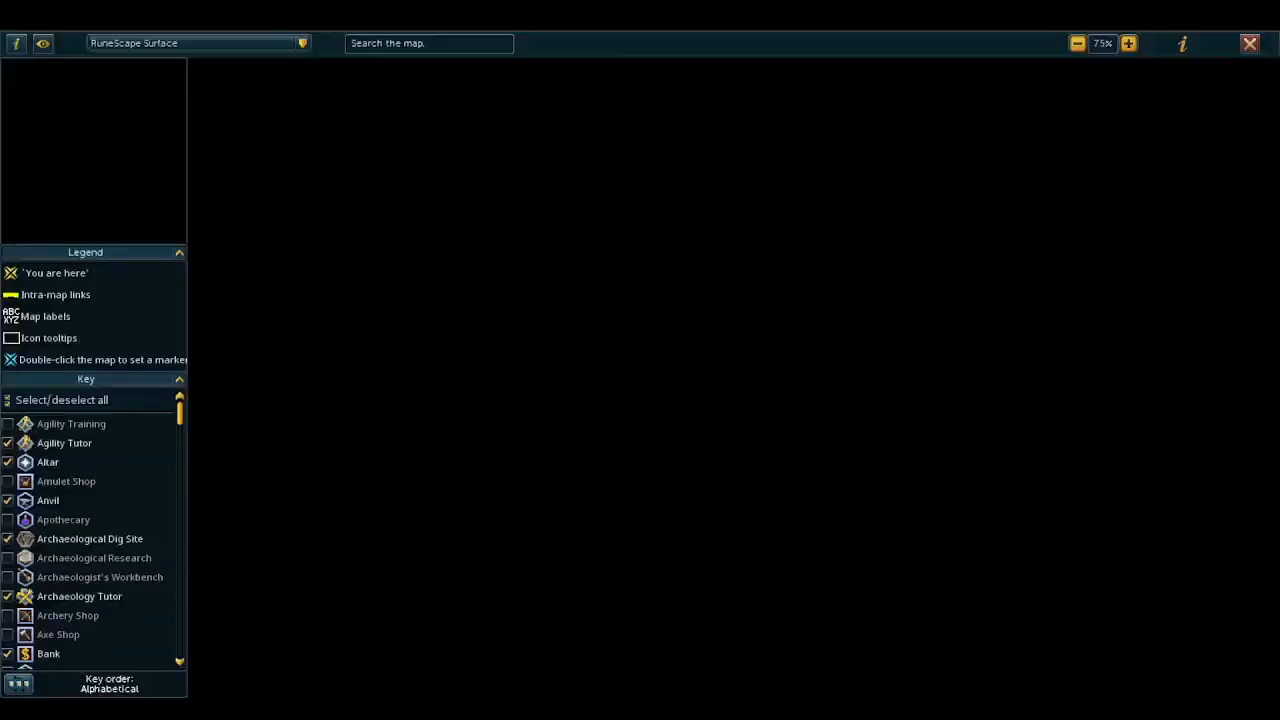 i RuneScape Surface Search the map. 75% i
Legend
'You are here'
Intra-map links
ABC
XYZ
Map labels
Icon tooltips
Double-click the map to set a marker
Key
Select/deselect all
Agility Training
Agility Tutor
Altar
Amulet Shop
Anvil
Apothecary
Archaeological Dig Site
Archaeological Research
Archaeologist's Workbench
Archaeology Tutor
Archery Shop
Axe Shop
Bank
Key order:
Alphabetical